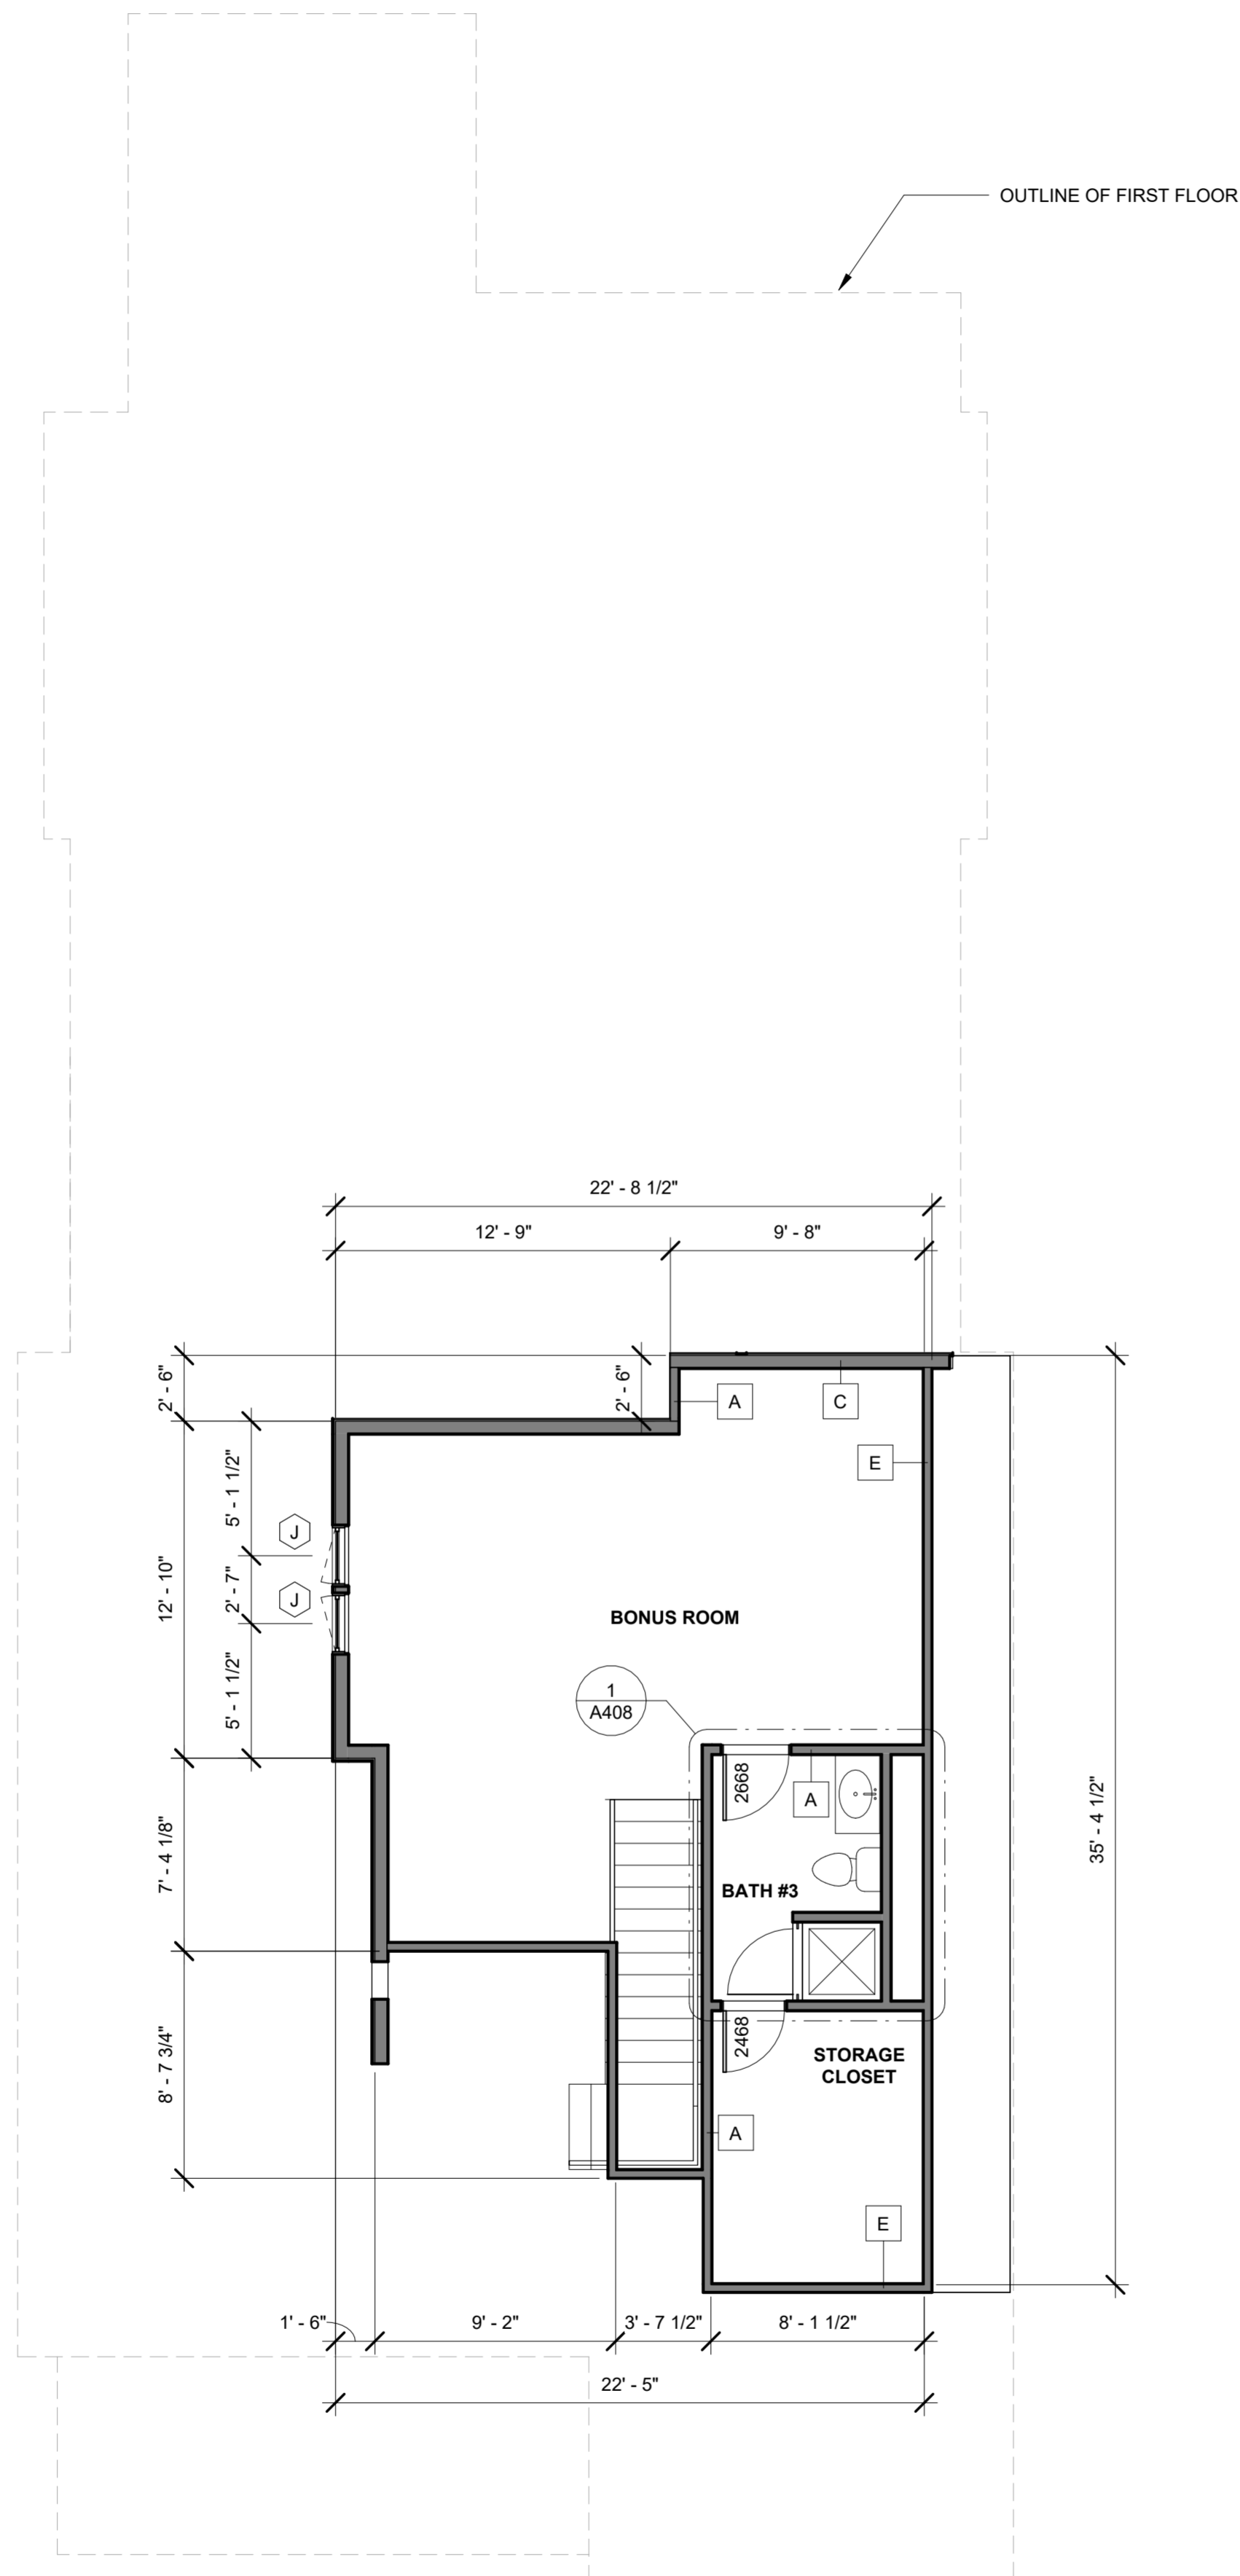 OUTLINE OF FIRST FLOOR
22' - 8 1/2"
12' - 9"
9' - 8"
2' - 6"
2' - 6"
A
C
E
5' - 1 1/2"
J
12' - 10"
2' - 7"
J
BONUS ROOM
5' - 1 1/2"
1
A408
2668
A
35' - 4 1/2"
7' - 4 1/8"
BATH #3
2468
STORAGE
CLOSET
8' - 7 3/4"
A
E
1' - 6"
9' - 2"
3' - 7 1/2"
8' - 1 1/2"
22' - 5"